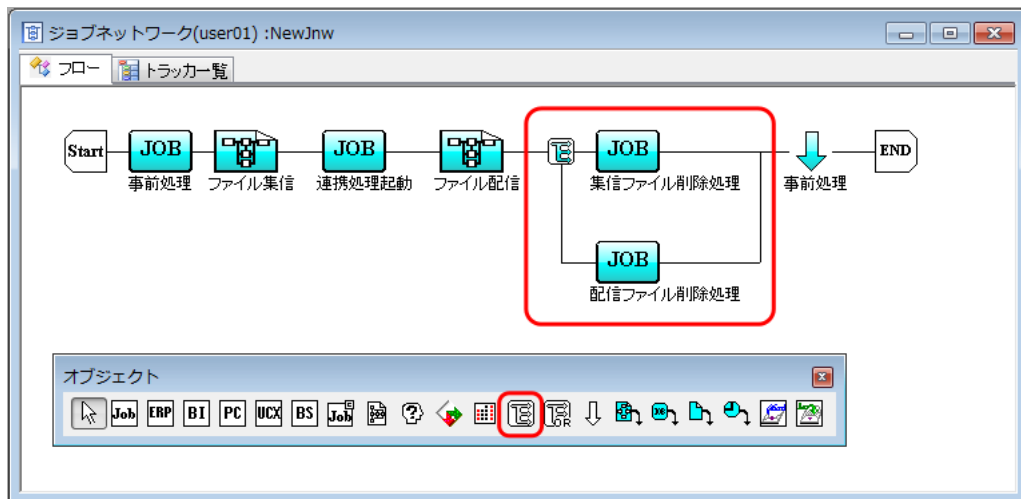 ジョブネットワーク(user01) :NewJnw
フロー
トラッカ一覧
Start
JOB
JOB
JOB
END
事前処理
ファイル集信
連携処理起動
ファイル配信
集信ファイル削除処理
事前処理
JOB
配信ファイル削除処理
オブジェクト
Job ERP BI PC UCX BS Job OR